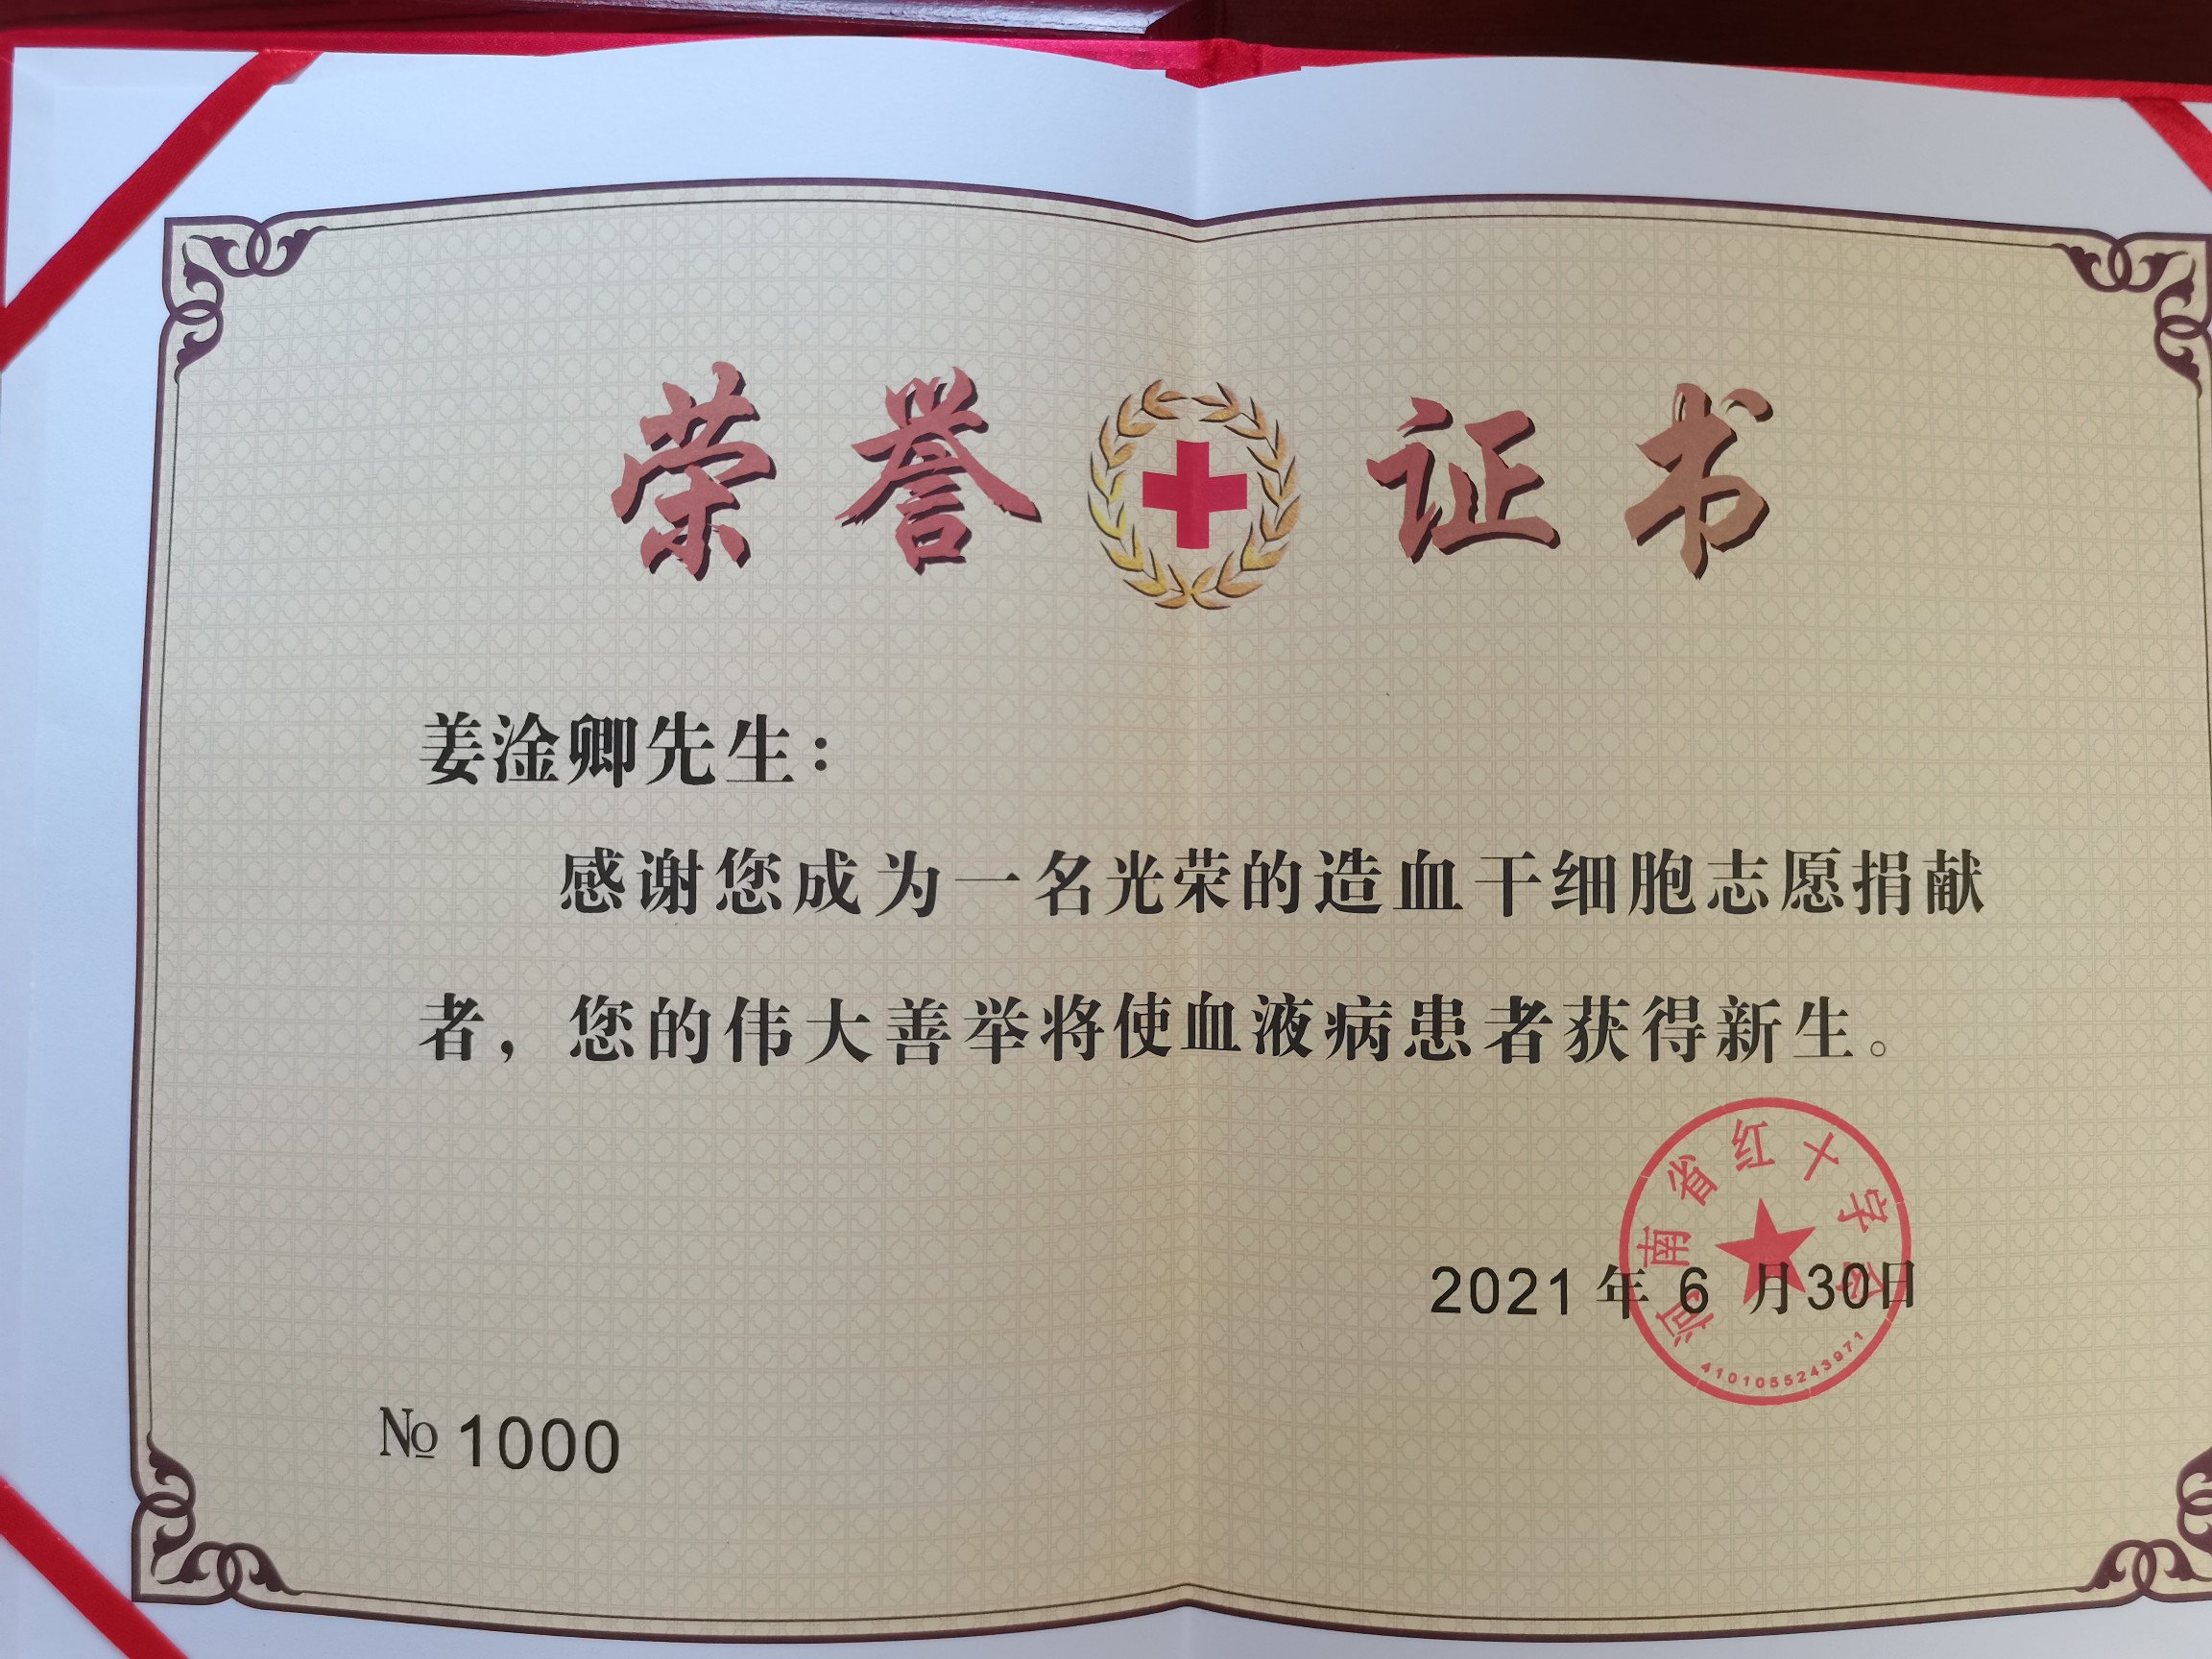 荣誉证书
姜淦卿先生：
感谢您成为一名光荣的造血干细胞志愿捐献
者，您的伟大善举将使血液病患者获得新生。
河南省红十字会
2021年6月30日
4101055243971
№1000